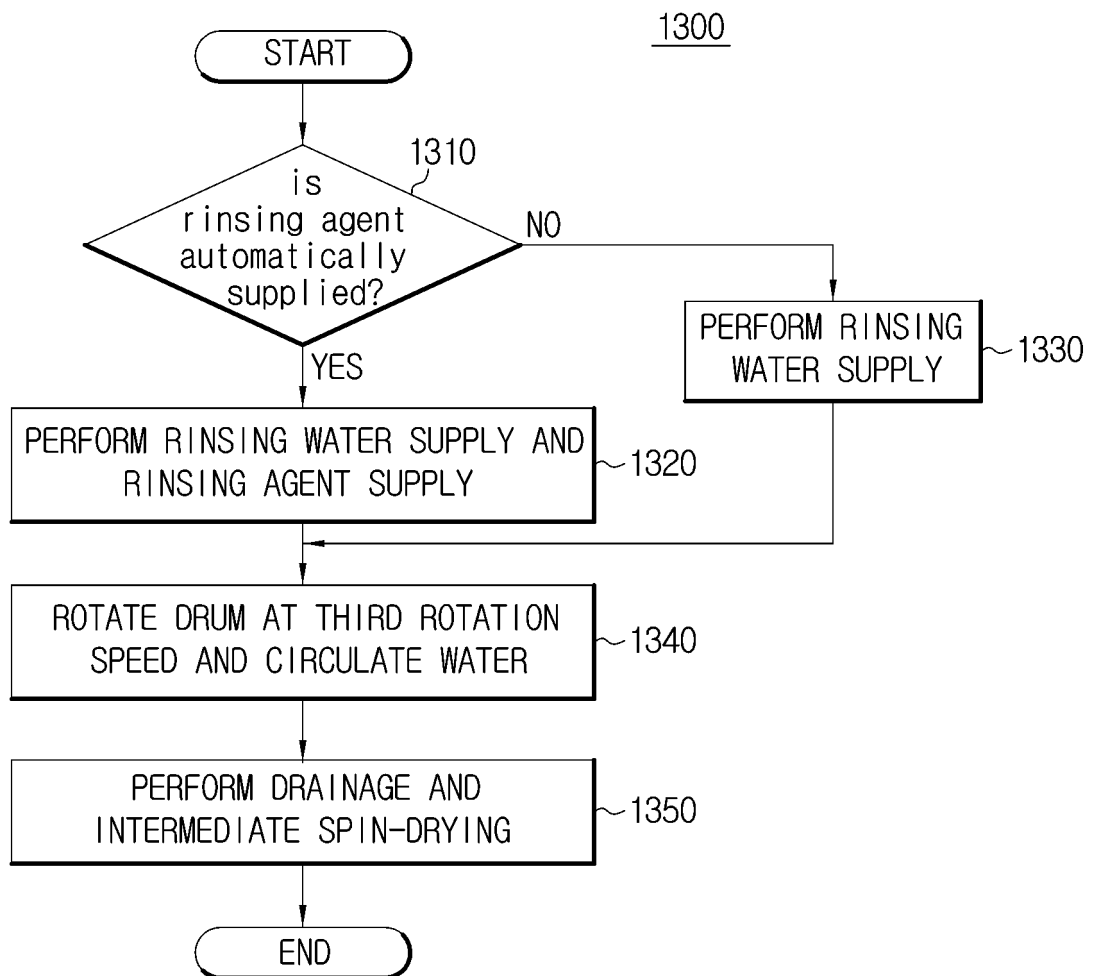 1300
START
1310
is
rinsing agent
automatically
supplied?
NO
YES
PERFORM RINSING
WATER SUPPLY
1330
PERFORM RINSING WATER SUPPLY AND
RINSING AGENT SUPPLY
1320
ROTATE DRUM AT THIRD ROTATION
SPEED AND CIRCULATE WATER
1340
PERFORM DRAINAGE AND
INTERMEDIATE SPIN-DRYING
1350
END